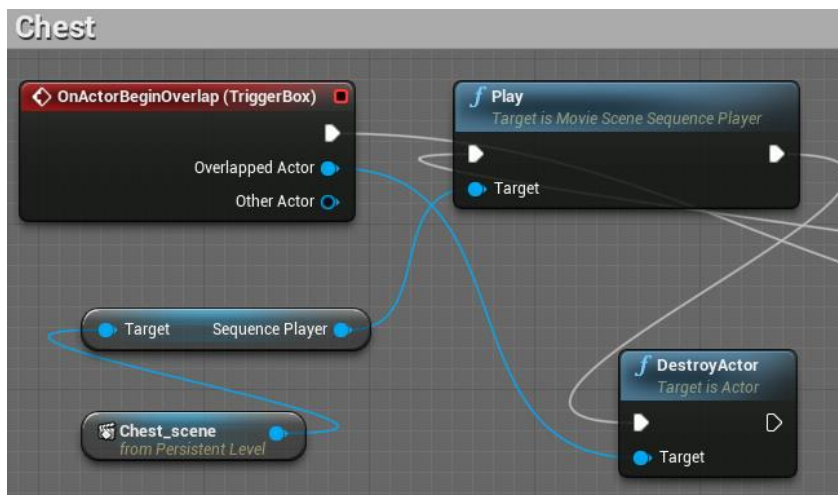 Chest
OnActorBeginOverlap (TriggerBox)
Overlapped Actor
Other Actor
f Play
Target is Movie Scene Sequence Player
Target
Target Sequence Player
Chest_scene
from Persistent Level
f DestroyActor
Target is Actor
Target